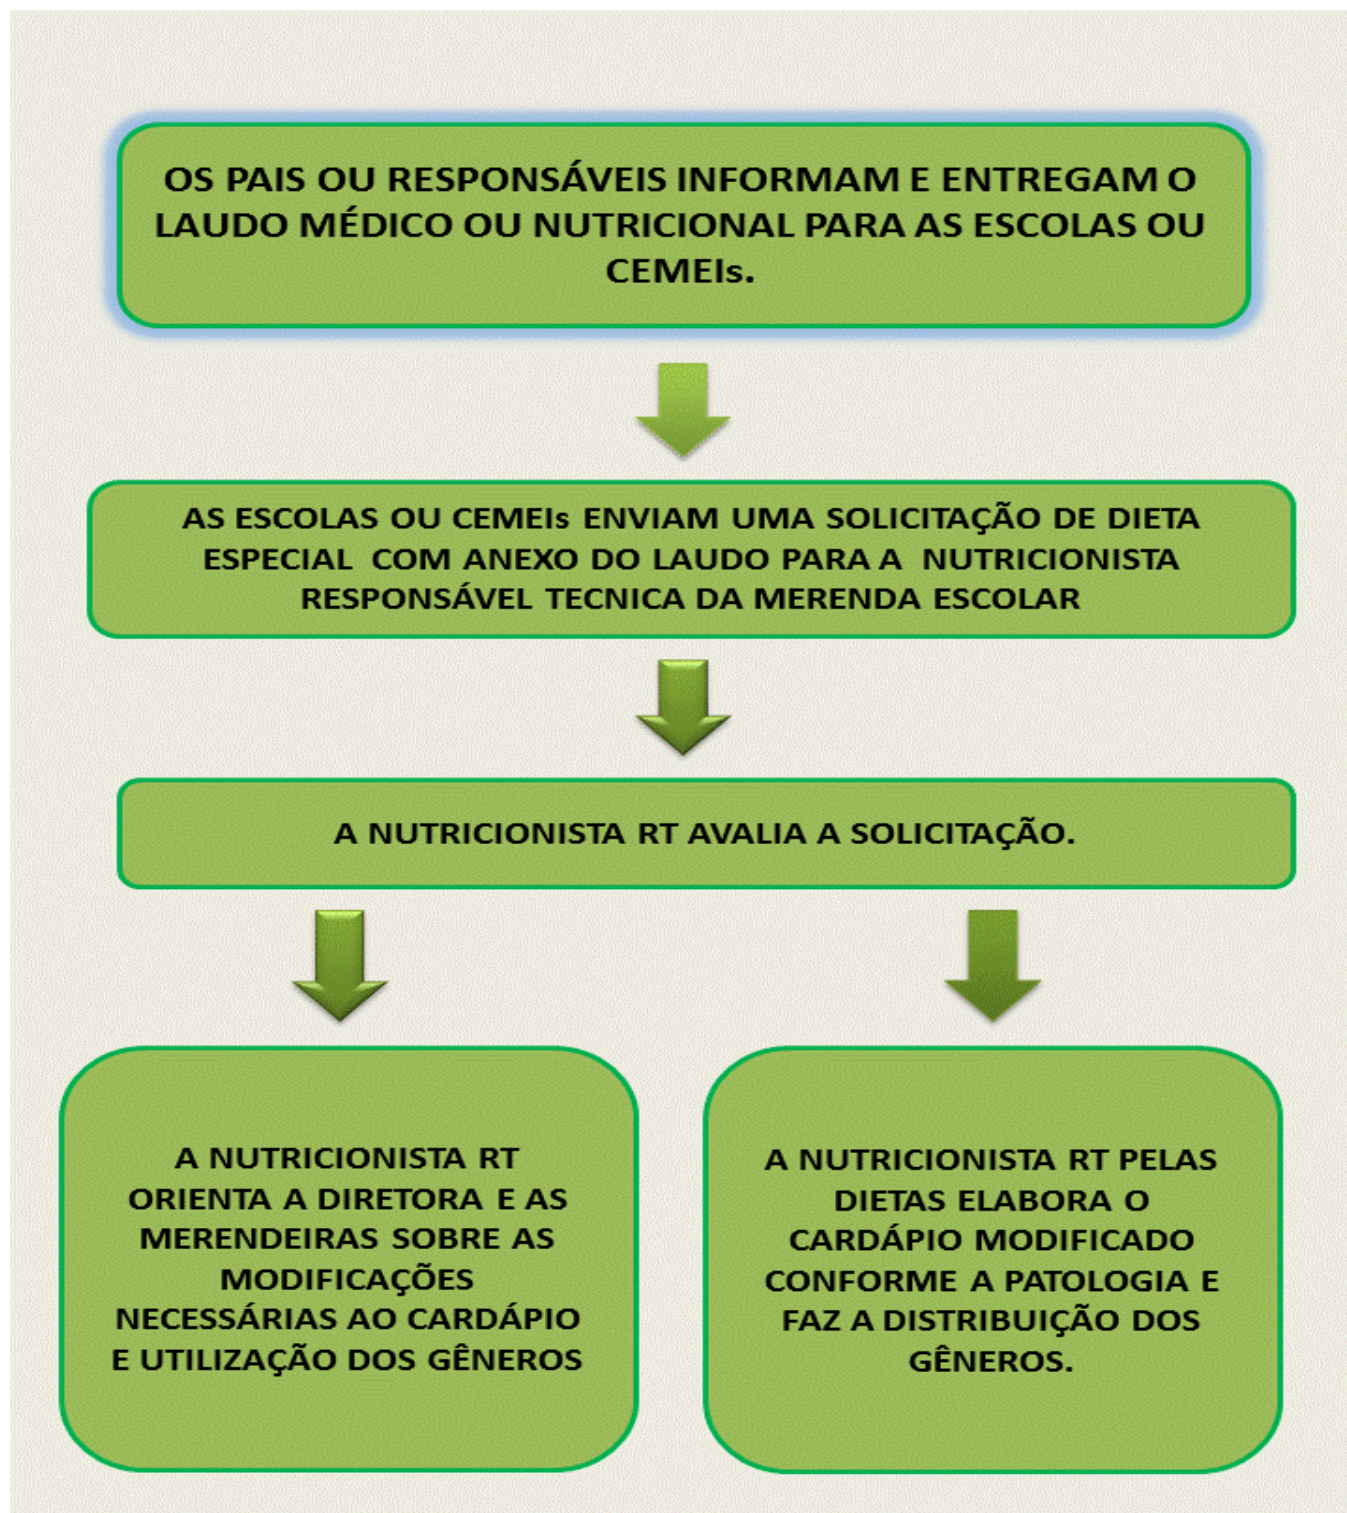 OS PAIS OU RESPONSÁVEIS INFORMAM E ENTREGAM O
LAUDO MÉDICO OU NUTRICIONAL PARA AS ESCOLAS OU
CEMEIs.
AS ESCOLAS OU CEMEIs ENVIAM UMA SOLICITAÇÃO DE DIETA
ESPECIAL COM ANEXO DO LAUDO PARA A NUTRICIONISTA
RESPONSÁVEL TECNICA DA MERENDA ESCOLAR
A NUTRICIONISTA RT AVALIA A SOLICITAÇÃO.
A NUTRICIONISTA RT
ORIENTA A DIRETORA E AS
MERENDEIRAS SOBRE AS
MODIFICAÇÕES
NECESSÁRIAS AO CARDÁPIO
E UTILIZAÇÃO DOS GÊNEROS
A NUTRICIONISTA RT PELAS
DIETAS ELABORA O
CARDÁPIO MODIFICADO
CONFORME A PATOLOGIA E
FAZ A DISTRIBUIÇÃO DOS
GÊNEROS.